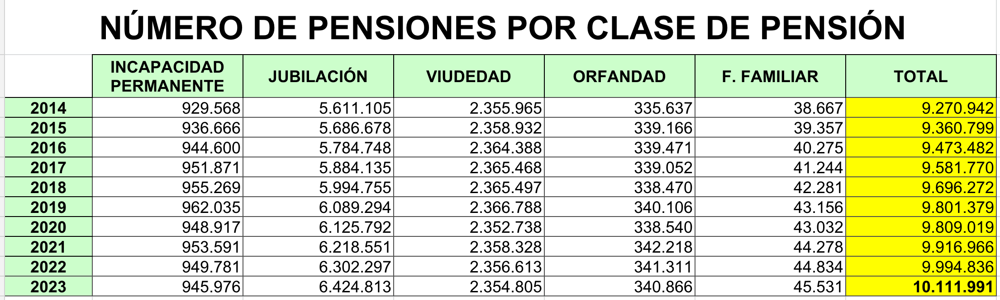 NÚMERO DE PENSIONES POR CLASE DE PENSIÓN
INCAPACIDAD PERMANENTE JUBILACIÓN VIUDEDAD ORFANDAD F. FAMILIAR TOTAL
2014 929.568 5.611.105 2.355.965 335.637 38.667 9.270.942
2015 936.666 5.686.678 2.358.932 339.166 39.357 9.360.799
2016 944.600 5.784.748 2.364.388 339.471 40.275 9.473.482
2017 951.871 5.884.135 2.365.468 339.052 41.244 9.581.770
2018 955.269 5.994.755 2.365.497 338.470 42.281 9.696.272
2019 962.035 6.089.294 2.366.788 340.106 43.156 9.801.379
2020 948.917 6.125.792 2.352.738 338.540 43.032 9.809.019
2021 953.591 6.218.551 2.358.328 342.218 44.278 9.916.966
2022 949.781 6.302.297 2.356.613 341.311 44.834 9.994.836
2023 945.976 6.424.813 2.354.805 340.866 45.531 10.111.991